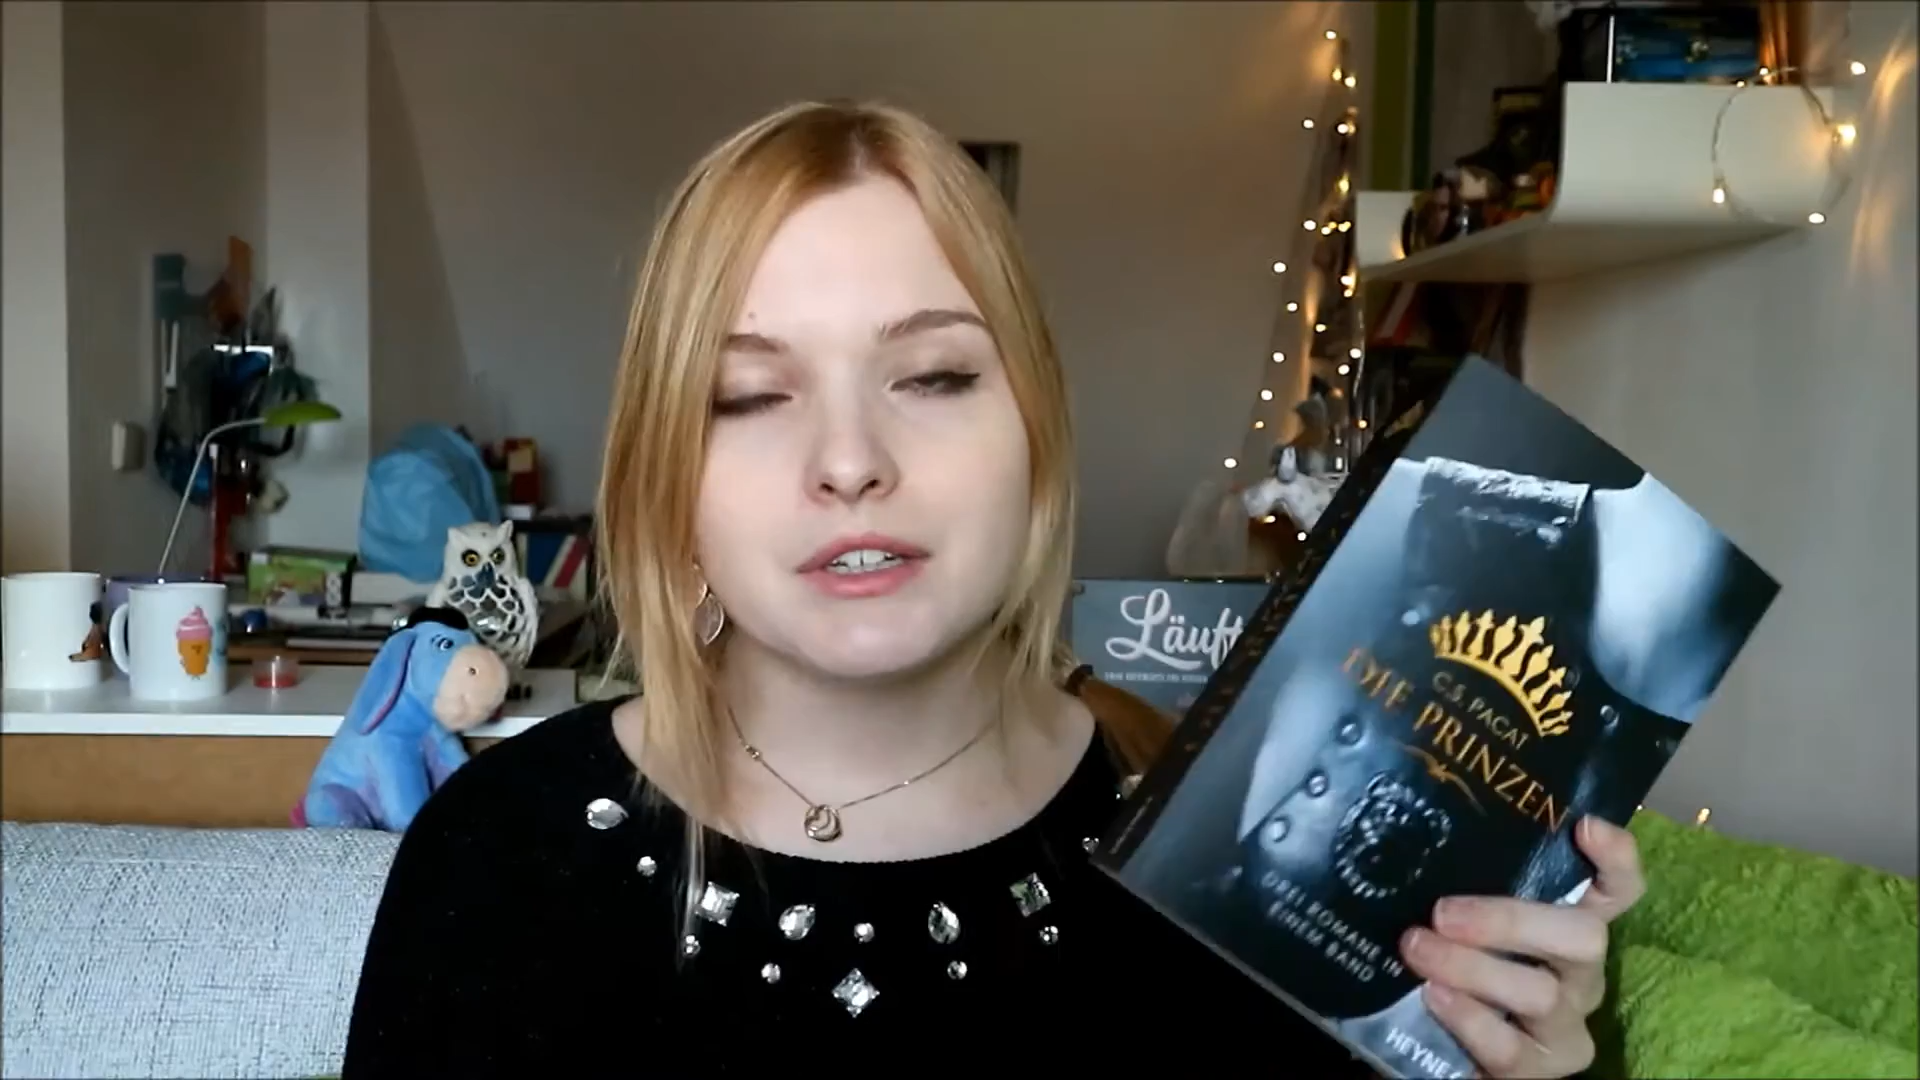 Läuft
C.S. PACAT
DIE PRINZEN
DREI ROMANE IN
EINEM BAND
HEYNE